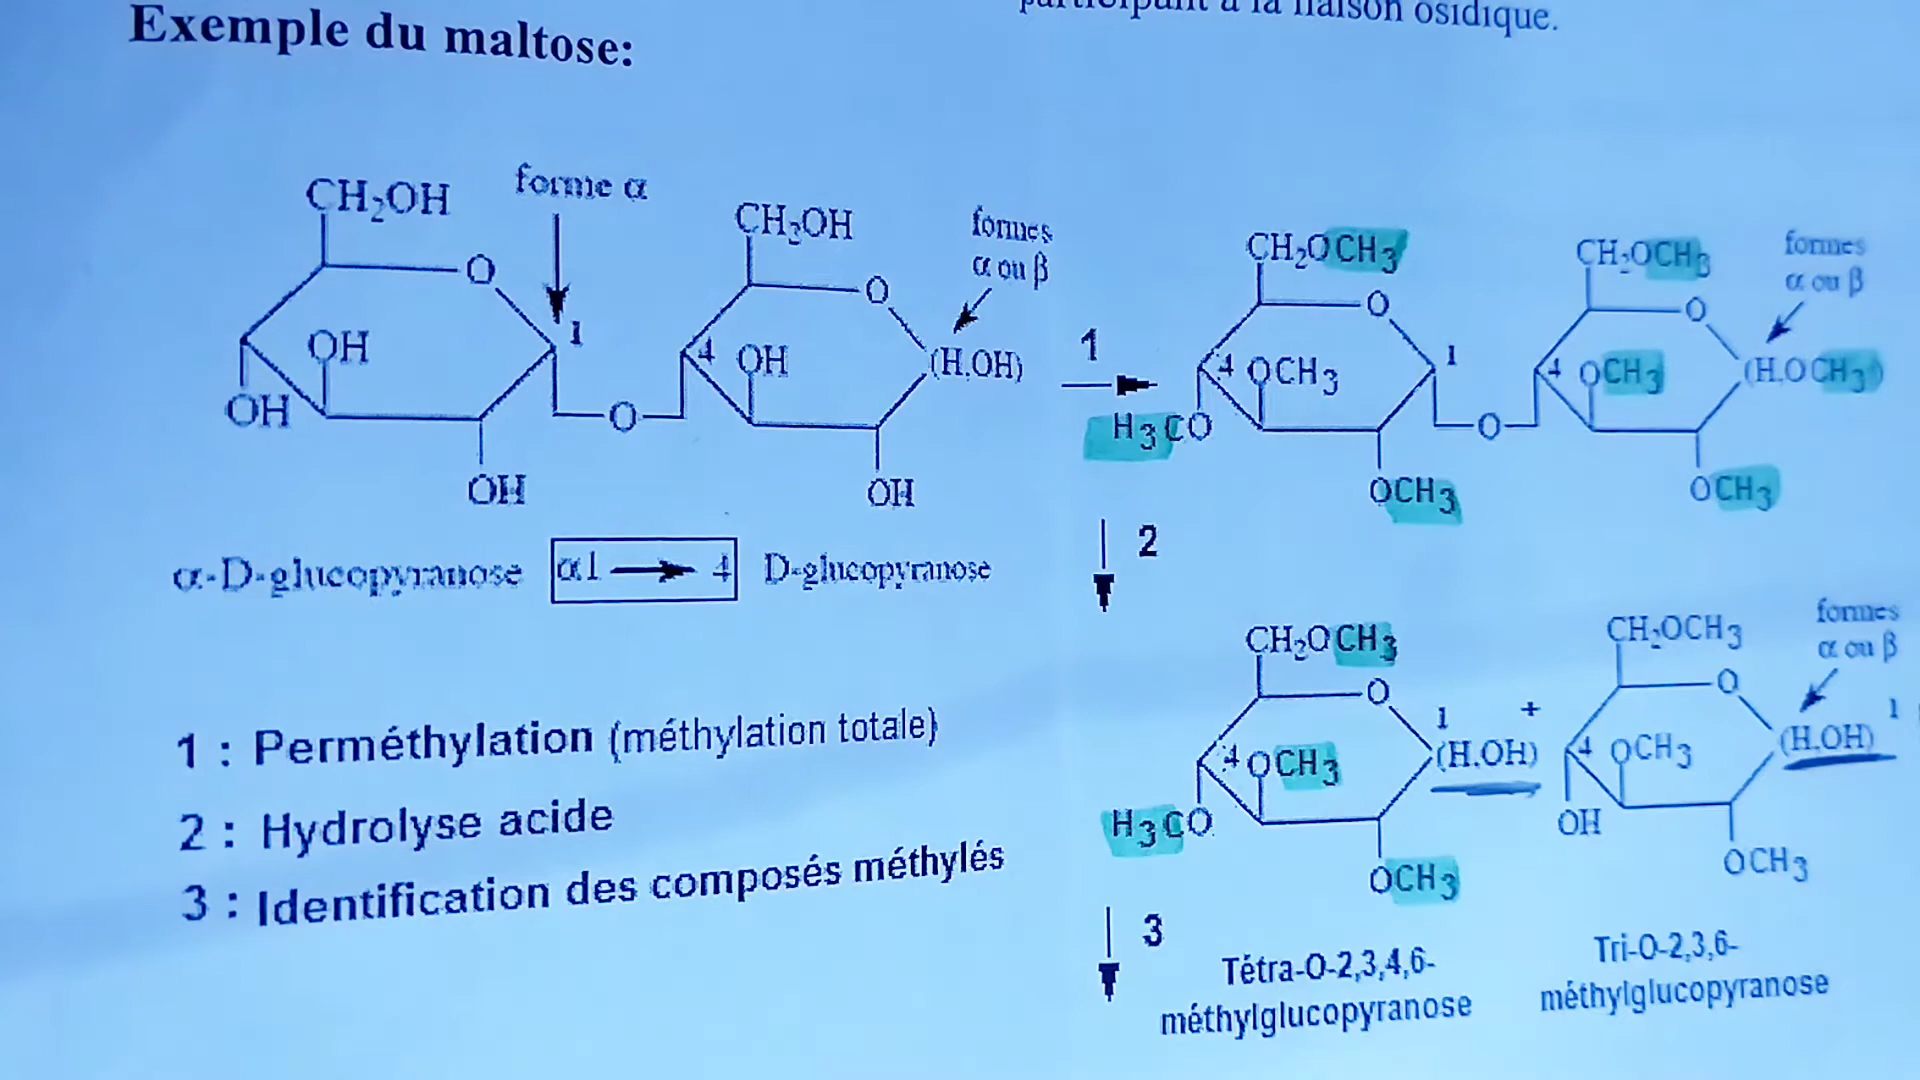 participant à la liaison osidique.
Exemple du maltose:
CH2OH
forme α
O
1
OH
OH
OH
O
CH2OH
formes
α ou β
O
4
OH
(H,OH)
OH
1
CH2OCH3
O
4
OCH3
1
H3CO
OCH3
O
CH2OCH3
formes
α ou β
O
4
OCH3
(H,OCH3)
OCH3
α-D-glucopyranose
α1 → 4
D-glucopyranose
2
CH2OCH3
O
4
OCH3
1
(H,OH)
H3CO
OCH3
+
CH2OCH3
formes
α ou β
O
4
OCH3
1
(H,OH)
OH
OCH3
1 : Perméthylation (méthylation totale)
2 : Hydrolyse acide
3 : Identification des composés méthylés
3
Tétra-O-2,3,4,6-
méthylglucopyranose
Tri-O-2,3,6-
méthylglucopyranose